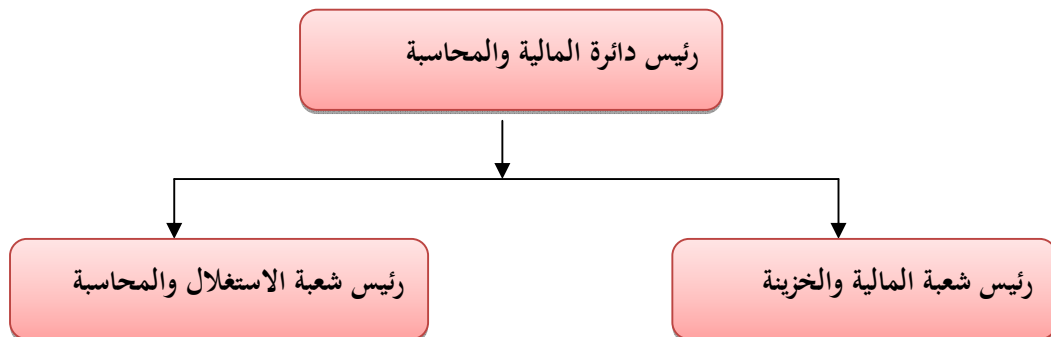 رئيس دائرة المالية والمحاسبة
رئيس شعبة المالية والخزينة
رئيس شعبة الاستغلال والمحاسبة